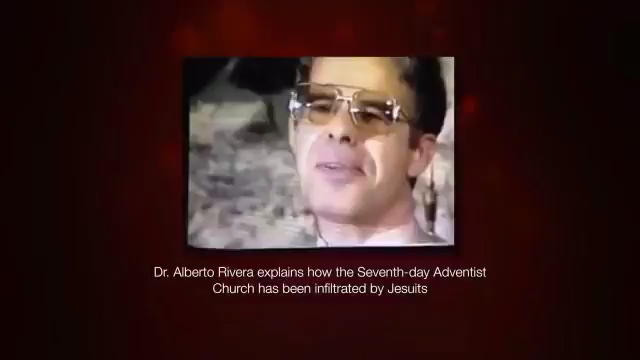 Dr. Alberto Rivera explains how the Seventh-day Adventist
Church has been infiltrated by Jesuits